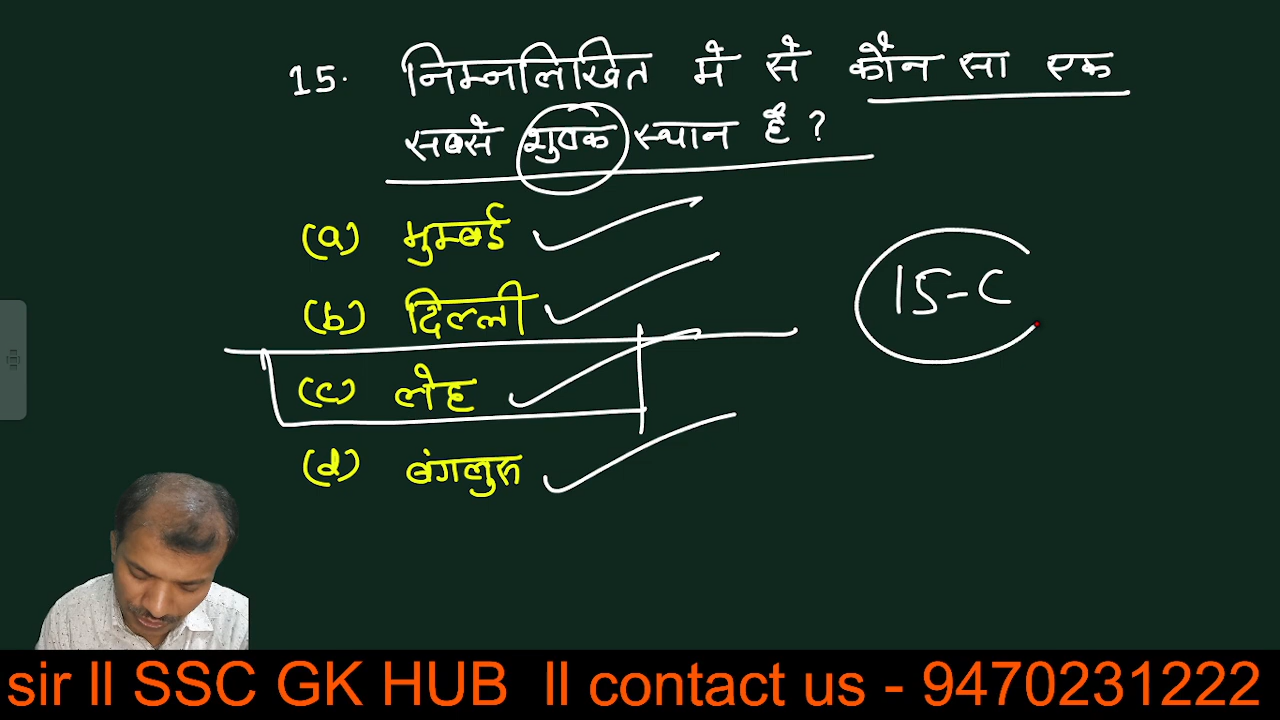 15. निम्नलिखित में से कौन सा एक
सबसे शुष्क स्थान है ?
(a) मुम्बई
(b) दिल्ली
(c) लेह
(d) बंगलुरु
15-C
sir ll SSC GK HUB ll contact us - 9470231222